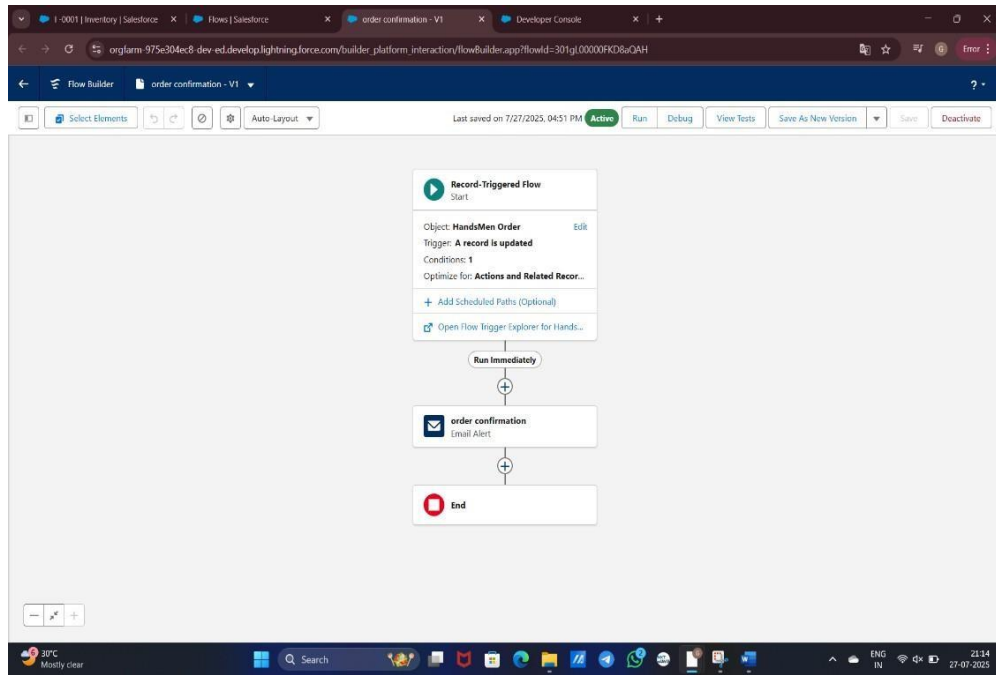 I -0001 | Inventory | Salesforce
Flows | Salesforce
order confirmation - V1
Developer Console
orgfarm-975e304ec8-dev-ed.develop.lightning.force.com/builder_platform_interaction/flowBuilder.app?flowId=301gL00000FKD8aQAH
G
Error
Flow Builder
order confirmation - V1
?
Select Elements
Auto-Layout
Last saved on 7/27/2025, 04:51 PM
Active
Run
Debug
View Tests
Save As New Version
Save
Deactivate
Record-Triggered Flow
Start
Object: HandsMen Order
Edit
Trigger: A record is updated
Conditions: 1
Optimize for: Actions and Related Recor...
+ Add Scheduled Paths (Optional)
Open Flow Trigger Explorer for Hands...
Run Immediately
order confirmation
Email Alert
End
6
30°C
Mostly clear
Search
ENG
IN
21:14
27-07-2025